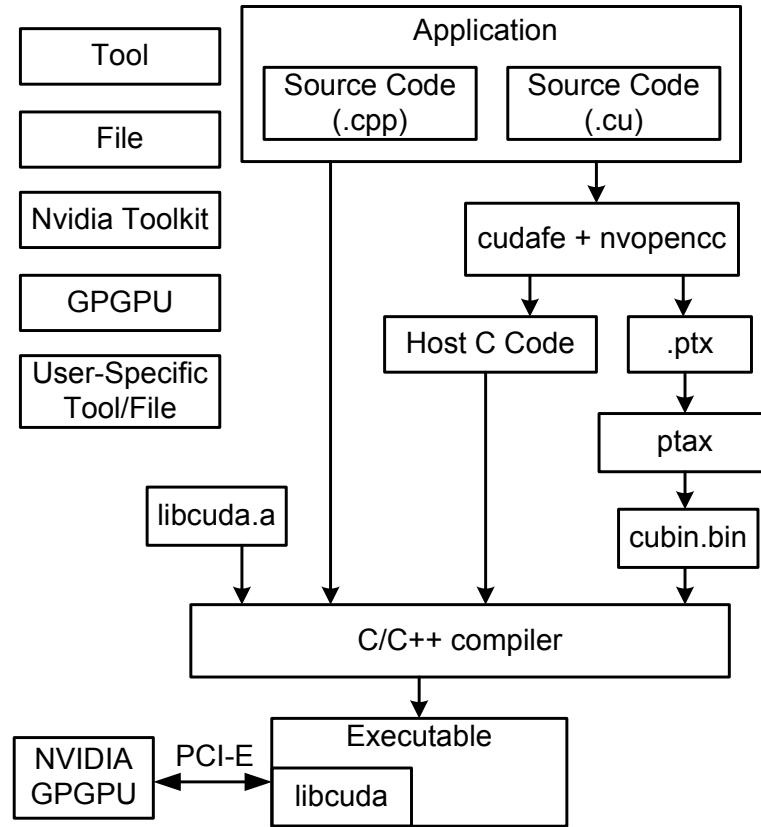 Tool
File
Nvidia Toolkit
GPGPU
User-Specific
Tool/File
Application
Source Code
(.cpp)
Source Code
(.cu)
cudafe + nvopencc
Host C Code
.ptx
ptax
libcuda.a
cubin.bin
C/C++ compiler
Executable
libcuda
PCI-E
NVIDIA
GPGPU